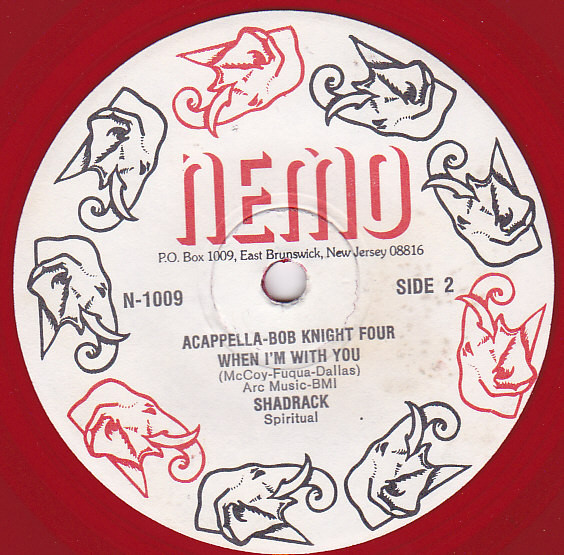 NEMO
P.O. Box 1009, East Brunswick, New Jersey 08816
N-1009
SIDE 2
ACAPPELLA-BOB KNIGHT FOUR
WHEN I'M WITH YOU
(McCoy-Fuqua-Dallas)
Arc Music-BMI
SHADRACK
Spiritual